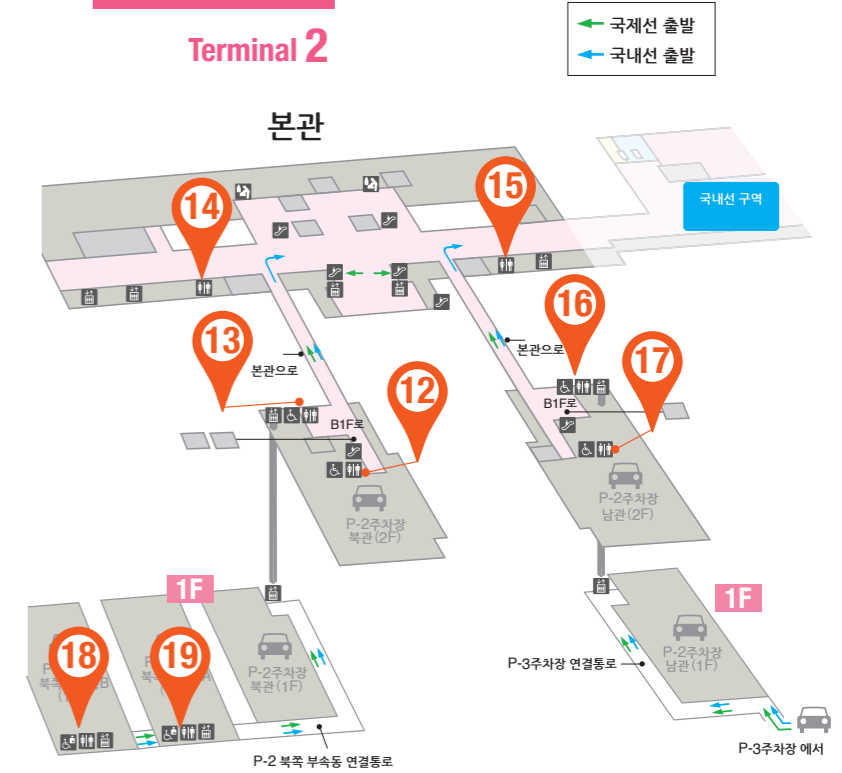 Terminal 2
국제선 출발
국내선 출발
본관
국내선 구역
14
15
16
13
17
12
본관으로
본관으로
B1F로
B1F로
P-2주차장
북관(2F)
P-2주차장
남관(2F)
1F
1F
18
19
P-2주차장
북관(1F)
P-3주차장 연결통로
P-2주차장
남관(1F)
P-2 북쪽 부속동 연결통로
P-3주차장 에서